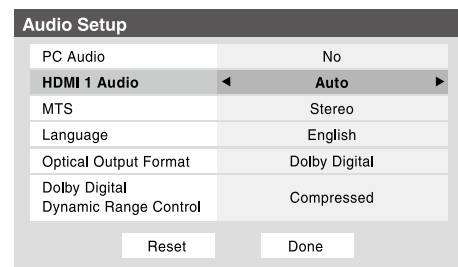 Audio Setup
PC Audio No
HDMI 1 Audio ◄ Auto ►
MTS Stereo
Language English
Optical Output Format Dolby Digital
Dolby Digital
Dynamic Range Control Compressed
Reset Done